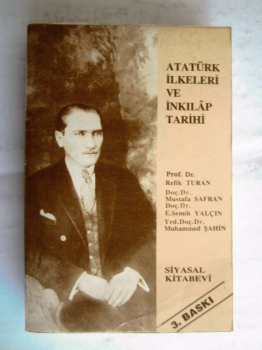 ATATÜRK
İLKELERİ
VE
İNKILÂP
TARİHİ
Prof. Dr.
Refik TURAN
Doç.Dr.
Mustafa SAFRAN
Doç.Dr.
E.Semih YALÇIN
Yrd.Doç.Dr.
Muhammed ŞAHİN
SİYASAL
KİTABEVİ
3. BASKI